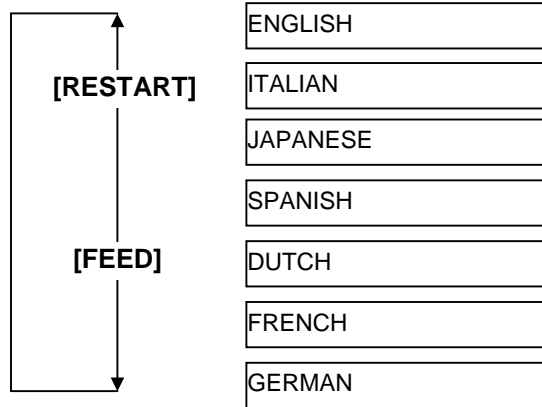 ENGLISH
[RESTART]
ITALIAN
JAPANESE
SPANISH
[FEED]
DUTCH
FRENCH
GERMAN